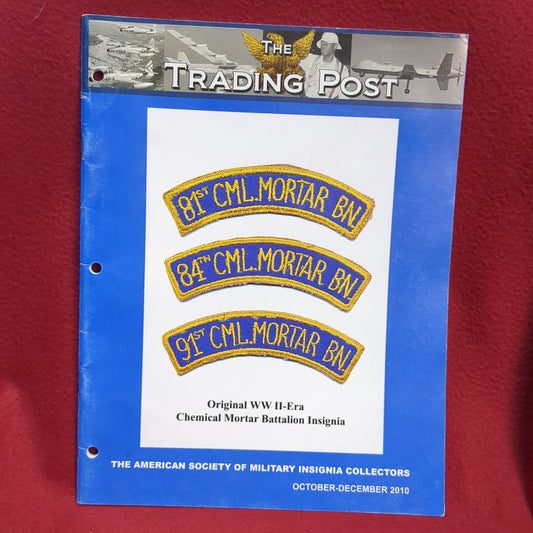 THE
TRADING POST
81ST CML.MORTAR BN.
84TH CML.MORTAR BN.
91ST CML.MORTAR BN.
Original WW II-Era
Chemical Mortar Battalion Insignia
THE AMERICAN SOCIETY OF MILITARY INSIGNIA COLLECTORS
OCTOBER-DECEMBER 2010